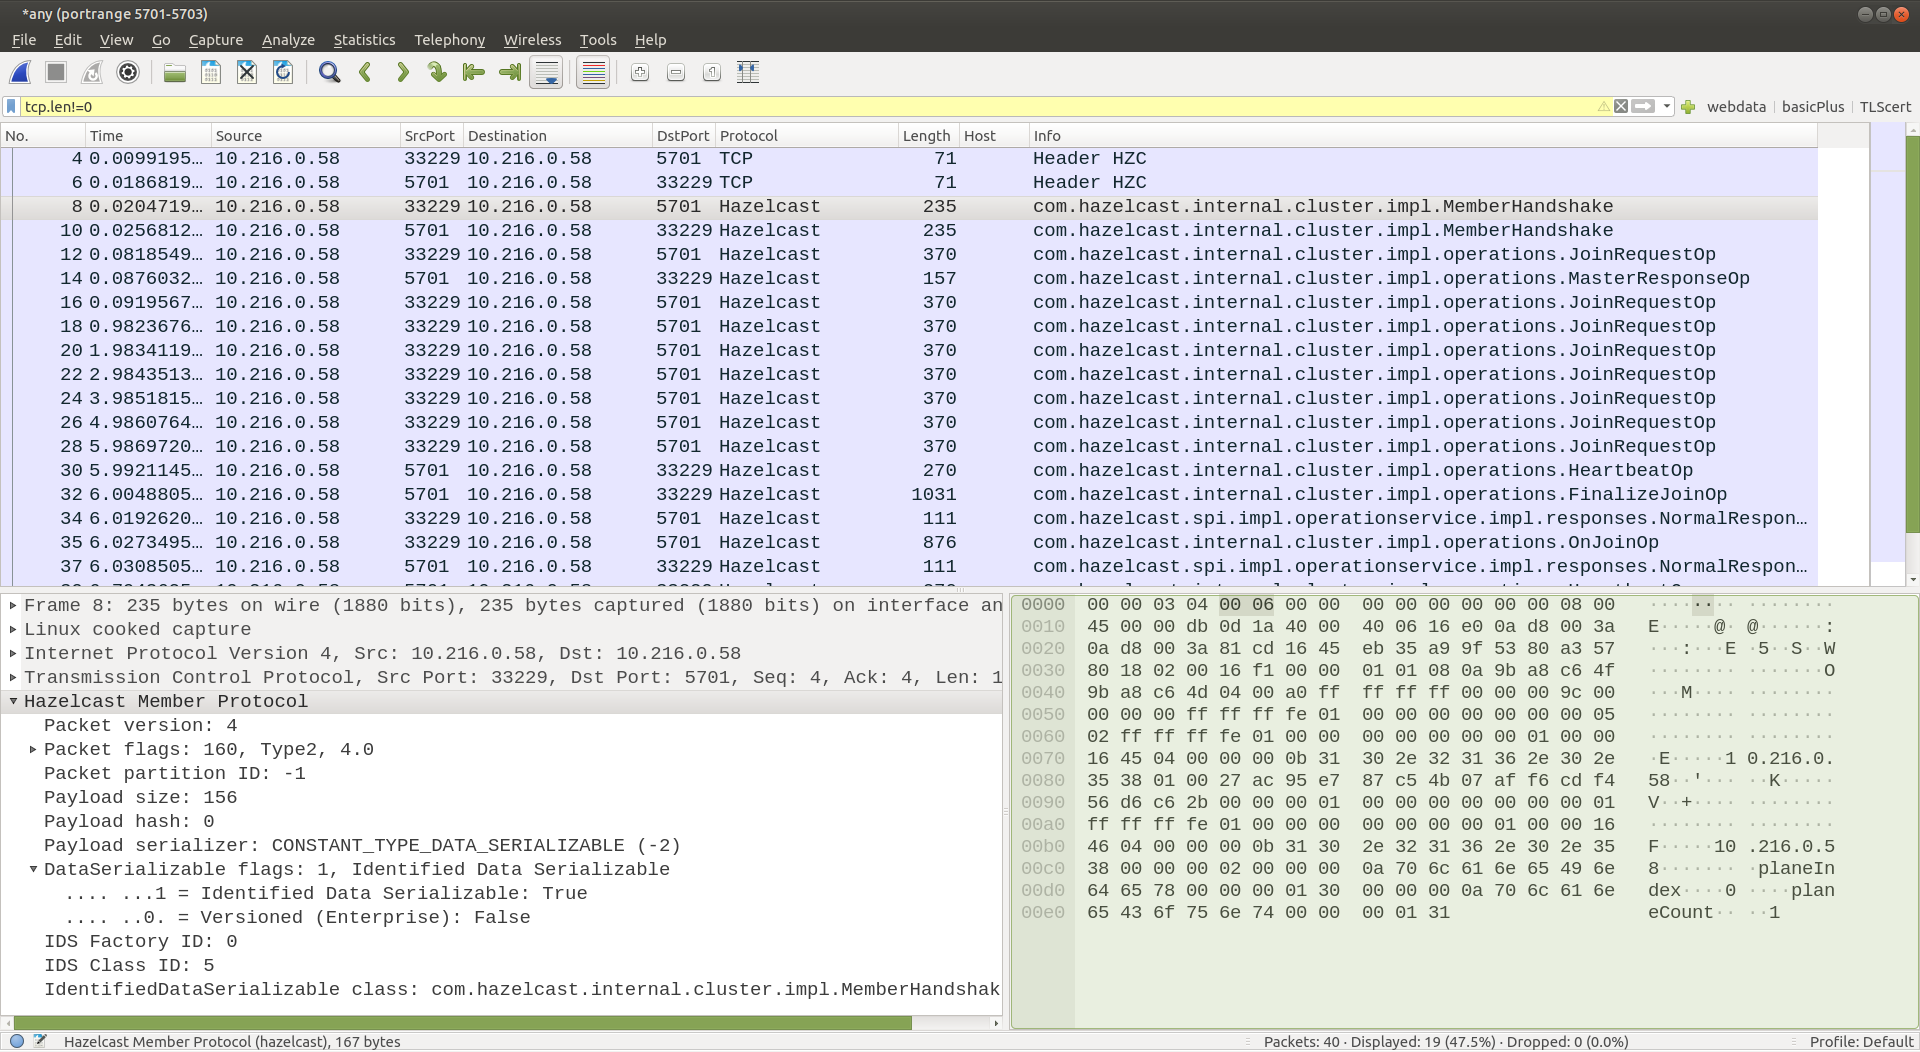 *any (portrange 5701-5703)
File Edit View Go Capture Analyze Statistics Telephony Wireless Tools Help
tcp.len!=0 webdata basicPlus TLScert
No. Time Source SrcPort Destination DstPort Protocol Length Host Info
4 0.0099195… 10.216.0.58 33229 10.216.0.58 5701 TCP 71 Header HZC
6 0.0186819… 10.216.0.58 5701 10.216.0.58 33229 TCP 71 Header HZC
8 0.0204719… 10.216.0.58 33229 10.216.0.58 5701 Hazelcast 235 com.hazelcast.internal.cluster.impl.MemberHandshake
10 0.0256812… 10.216.0.58 5701 10.216.0.58 33229 Hazelcast 235 com.hazelcast.internal.cluster.impl.MemberHandshake
12 0.0818549… 10.216.0.58 33229 10.216.0.58 5701 Hazelcast 370 com.hazelcast.internal.cluster.impl.operations.JoinRequestOp
14 0.0876032… 10.216.0.58 5701 10.216.0.58 33229 Hazelcast 157 com.hazelcast.internal.cluster.impl.operations.MasterResponseOp
16 0.0919567… 10.216.0.58 33229 10.216.0.58 5701 Hazelcast 370 com.hazelcast.internal.cluster.impl.operations.JoinRequestOp
18 0.9823676… 10.216.0.58 33229 10.216.0.58 5701 Hazelcast 370 com.hazelcast.internal.cluster.impl.operations.JoinRequestOp
20 1.9834119… 10.216.0.58 33229 10.216.0.58 5701 Hazelcast 370 com.hazelcast.internal.cluster.impl.operations.JoinRequestOp
22 2.9843513… 10.216.0.58 33229 10.216.0.58 5701 Hazelcast 370 com.hazelcast.internal.cluster.impl.operations.JoinRequestOp
24 3.9851815… 10.216.0.58 33229 10.216.0.58 5701 Hazelcast 370 com.hazelcast.internal.cluster.impl.operations.JoinRequestOp
26 4.9860764… 10.216.0.58 33229 10.216.0.58 5701 Hazelcast 370 com.hazelcast.internal.cluster.impl.operations.JoinRequestOp
28 5.9869720… 10.216.0.58 33229 10.216.0.58 5701 Hazelcast 370 com.hazelcast.internal.cluster.impl.operations.JoinRequestOp
30 5.9921145… 10.216.0.58 5701 10.216.0.58 33229 Hazelcast 270 com.hazelcast.internal.cluster.impl.operations.HeartbeatOp
32 6.0048805… 10.216.0.58 5701 10.216.0.58 33229 Hazelcast 1031 com.hazelcast.internal.cluster.impl.operations.FinalizeJoinOp
34 6.0192620… 10.216.0.58 33229 10.216.0.58 5701 Hazelcast 111 com.hazelcast.spi.impl.operationservice.impl.responses.NormalRespon…
35 6.0273495… 10.216.0.58 33229 10.216.0.58 5701 Hazelcast 876 com.hazelcast.internal.cluster.impl.operations.OnJoinOp
37 6.0308505… 10.216.0.58 5701 10.216.0.58 33229 Hazelcast 111 com.hazelcast.spi.impl.operationservice.impl.responses.NormalRespon…
Frame 8: 235 bytes on wire (1880 bits), 235 bytes captured (1880 bits) on interface an
Linux cooked capture
Internet Protocol Version 4, Src: 10.216.0.58, Dst: 10.216.0.58
Transmission Control Protocol, Src Port: 33229, Dst Port: 5701, Seq: 4, Ack: 4, Len: 1
Hazelcast Member Protocol
Packet version: 4
Packet flags: 160, Type2, 4.0
Packet partition ID: -1
Payload size: 156
Payload hash: 0
Payload serializer: CONSTANT_TYPE_DATA_SERIALIZABLE (-2)
DataSerializable flags: 1, Identified Data Serializable
.... ...1 = Identified Data Serializable: True
.... ..0. = Versioned (Enterprise): False
IDS Factory ID: 0
IDS Class ID: 5
IdentifiedDataSerializable class: com.hazelcast.internal.cluster.impl.MemberHandshak
0000 00 00 03 04 00 06 00 00 00 00 00 00 00 00 08 00 ········ ········
0010 45 00 00 db 0d 1a 40 00 40 06 16 e0 0a d8 00 3a E·····@· @······:
0020 0a d8 00 3a 81 cd 16 45 eb 35 a9 9f 53 80 a3 57 ···:···E ·5··S··W
0030 80 18 02 00 16 f1 00 00 01 01 08 0a 9b a8 c6 4f ········ ·······O
0040 9b a8 c6 4d 04 00 a0 ff ff ff ff 00 00 00 9c 00 ···M···· ········
0050 00 00 00 ff ff ff fe 01 00 00 00 00 00 00 00 05 ········ ········
0060 02 ff ff ff fe 01 00 00 00 00 00 00 00 01 00 00 ········ ········
0070 16 45 04 00 00 00 0b 31 30 2e 32 31 36 2e 30 2e ·E·····1 0.216.0.
0080 35 38 01 00 27 ac 95 e7 87 c5 4b 07 af f6 cd f4 58··'··· ··K·····
0090 56 d6 c6 2b 00 00 00 01 00 00 00 00 00 00 00 01 V··+···· ········
00a0 ff ff ff fe 01 00 00 00 00 00 00 00 01 00 00 16 ········ ········
00b0 46 04 00 00 00 0b 31 30 2e 32 31 36 2e 30 2e 35 F·····10 .216.0.5
00c0 38 00 00 00 02 00 00 00 0a 70 6c 61 6e 65 49 6e 8······· ·planeIn
00d0 64 65 78 00 00 00 01 30 00 00 00 0a 70 6c 61 6e dex····0 ····plan
00e0 65 43 6f 75 6e 74 00 00 00 01 31 eCount·· ··1
Hazelcast Member Protocol (hazelcast), 167 bytes Packets: 40 · Displayed: 19 (47.5%) · Dropped: 0 (0.0%) Profile: Default